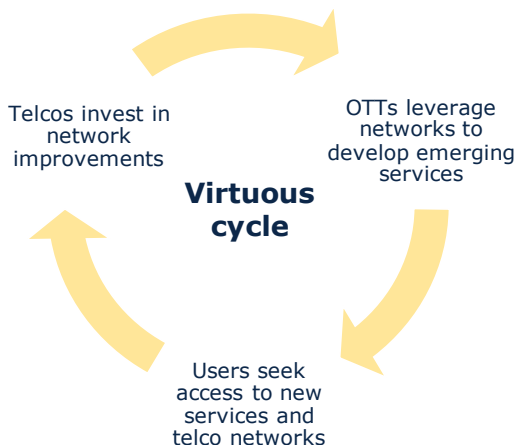 Telcos invest in
network
improvements
OTTs leverage
networks to
develop emerging
services
Virtuous
cycle
Users seek
access to new
services and
telco networks